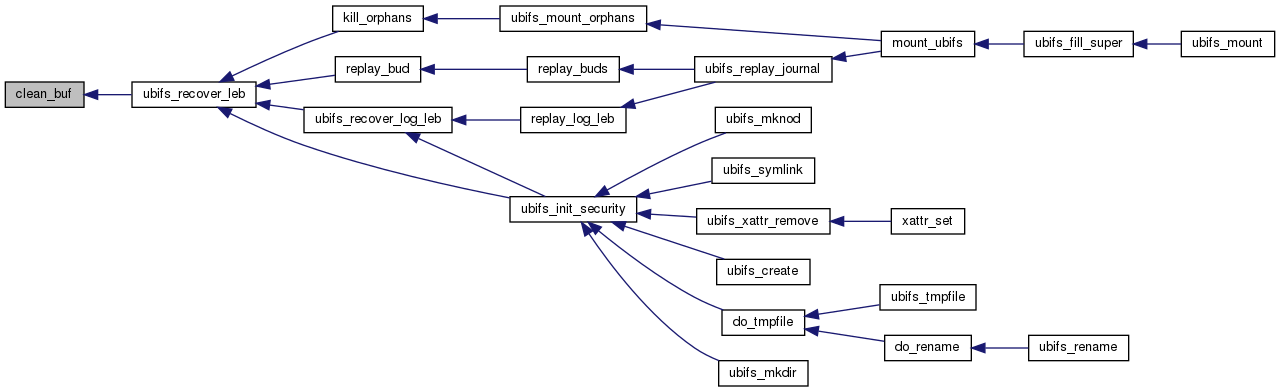 clean_buf
ubifs_recover_leb
kill_orphans
ubifs_mount_orphans
replay_bud
replay_buds
ubifs_recover_log_leb
replay_log_leb
ubifs_replay_journal
mount_ubifs
ubifs_fill_super
ubifs_mount
ubifs_init_security
ubifs_mknod
ubifs_symlink
ubifs_xattr_remove
xattr_set
ubifs_create
do_tmpfile
ubifs_tmpfile
do_rename
ubifs_rename
ubifs_mkdir